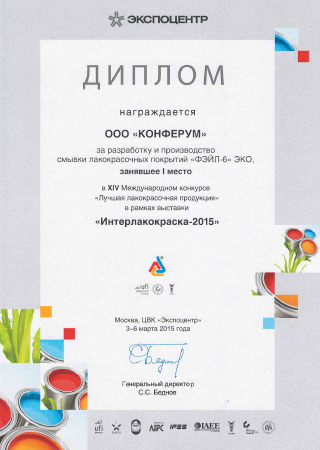 ЭКСПОЦЕНТР
ДИПЛОМ
награждается
ООО «КОНФЕРУМ»
за разработку и производство
смывки лакокрасочных покрытий «ФЭЙЛ-6» ЭКО,
занявшее I место
в XIV Международном конкурсе
«Лучшая лакокрасочная продукция»
в рамках выставки
«Интерлакокраска-2015»
Москва, ЦВК «Экспоцентр»
3–6 марта 2015 года
Генеральный директор
С.С. Беднов
ufi
AIPC
IFES
IAEE